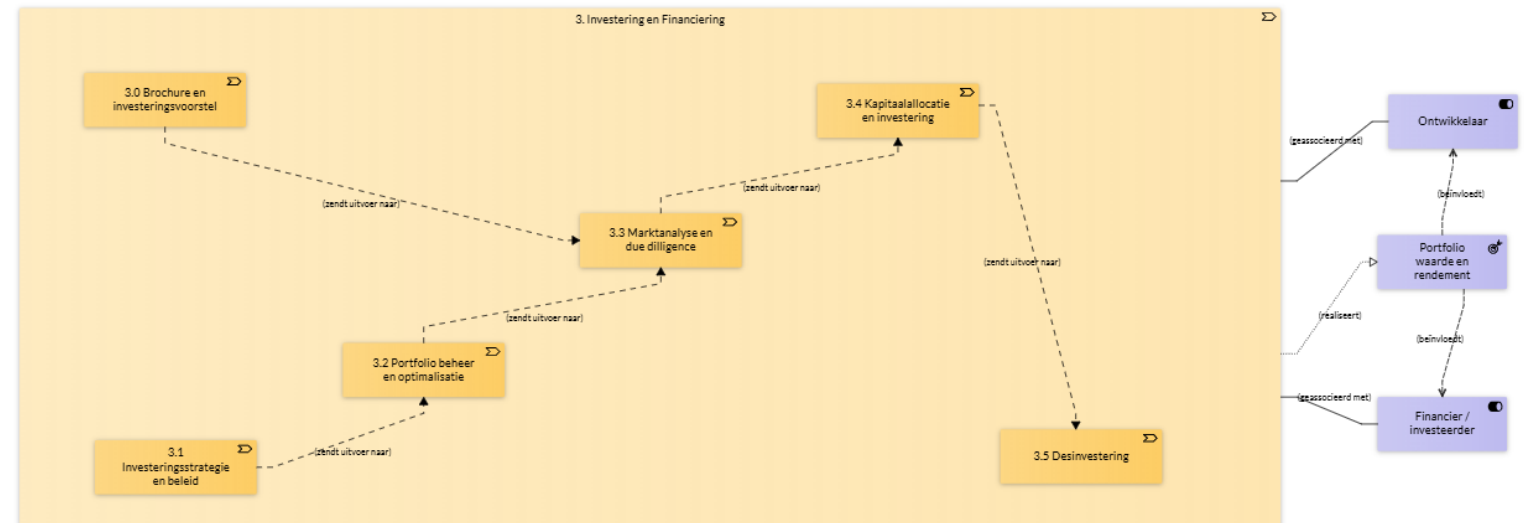 3. Investering en Financiering
3.0 Brochure en
investeringsvoorstel
3.4 Kapitaalallocatie
en investering
Ontwikkelaar
(geassocieerd met)
(zendt uitvoer naar)
(beïnvloedt)
(zendt uitvoer naar)
3.3 Marktanalyse en
due dilligence
Portfolio
waarde en
rendement
(zendt uitvoer naar)
(zendt uitvoer naar)
(realiseert)
(beïnvloedt)
3.2 Portfolio beheer
en optimalisatie
(geassocieerd met)
Financier /
investeerder
3.1
Investeringsstrategie
en beleid
(zendt uitvoer naar)
3.5 Desinvestering